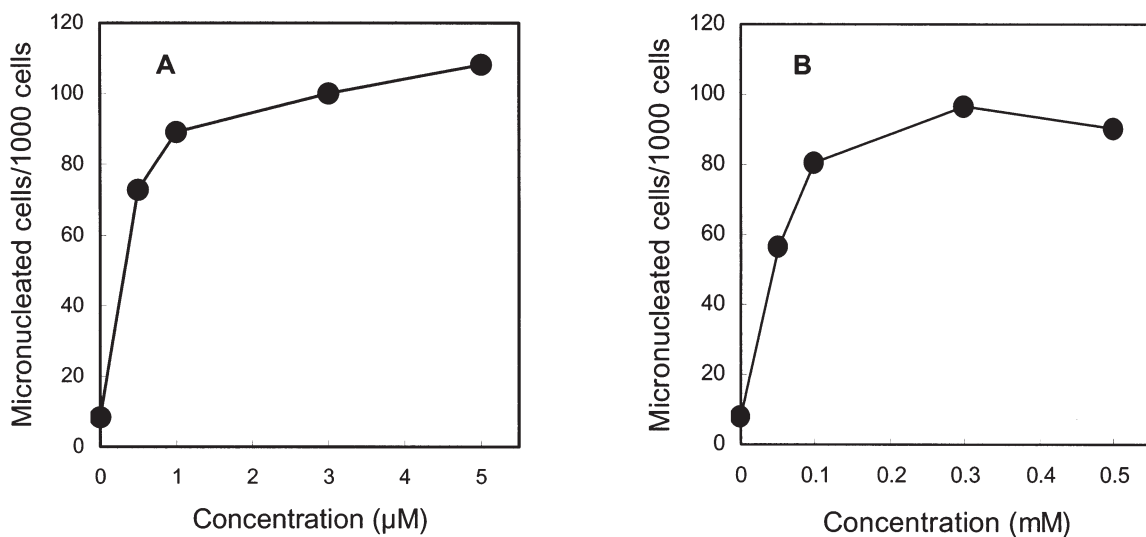 120
100
80
60
40
20
0
Micronucleated cells/1000 cells
A
0 1 2 3 4 5
Concentration (µM)
120
100
80
60
40
20
0
Micronucleated cells/1000 cells
B
0 0.1 0.2 0.3 0.4 0.5
Concentration (mM)